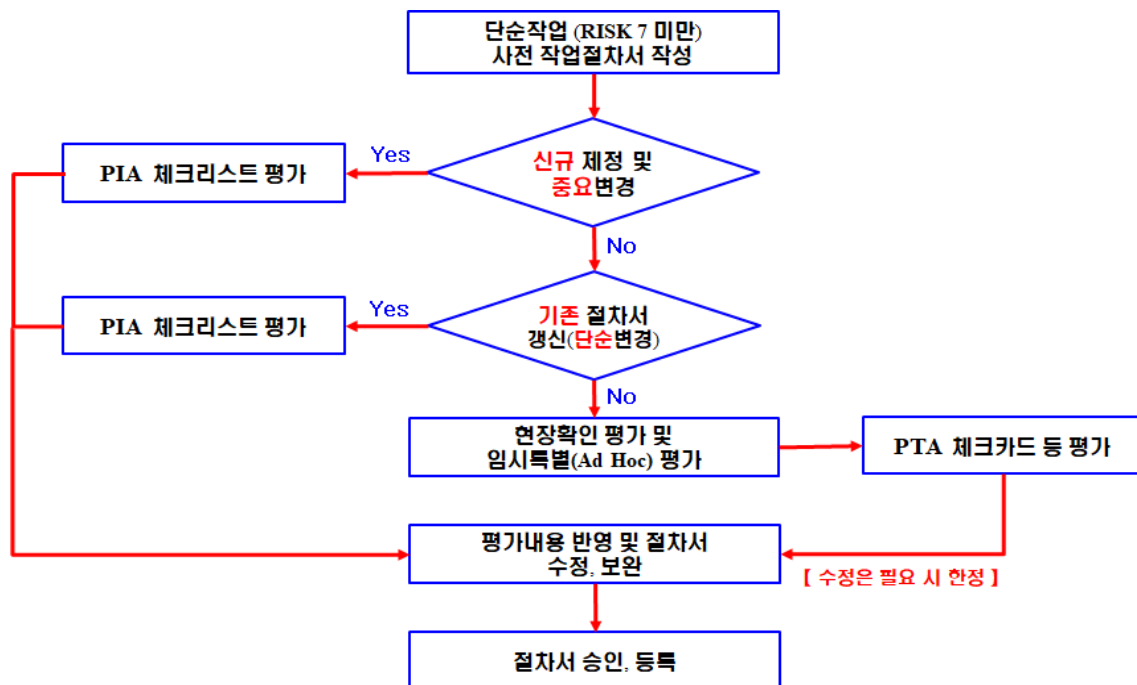 단순작업 (RISK 7 미만)
사전 작업절차서 작성
Yes
PIA 체크리스트 평가
신규 제정 및
중요변경
No
Yes
PIA 체크리스트 평가
기존 절차서
갱신(단순변경)
No
현장확인 평가 및
임시특별(Ad Hoc) 평가
PTA 체크카드 등 평가
평가내용 반영 및 절차서
수정, 보완
【 수정은 필요 시 한정 】
절차서 승인, 등록